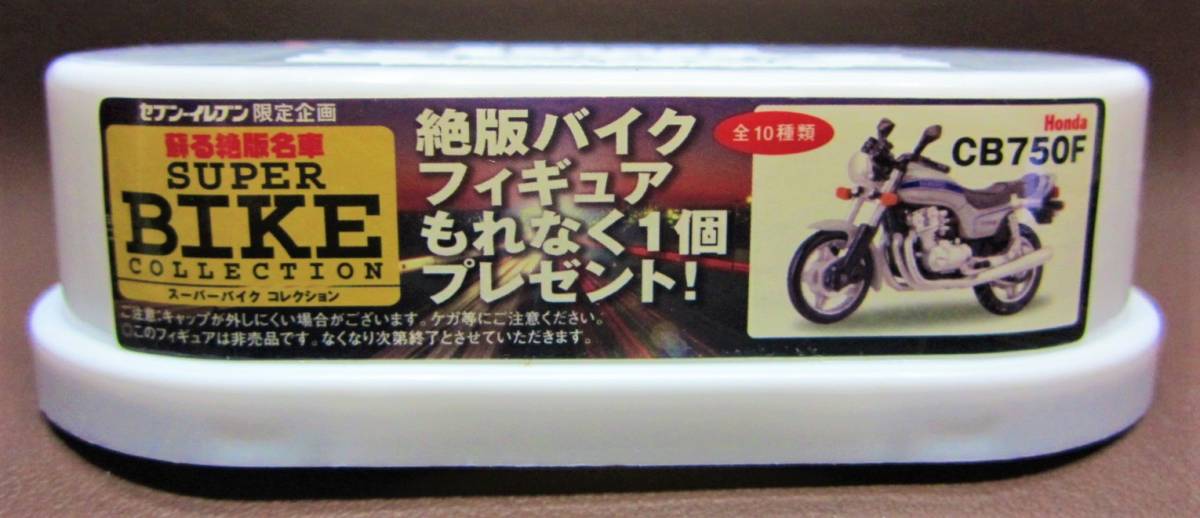 セブン-イレブン 限定企画
蘇る絶版名車
SUPER
BIKE
COLLECTION
スーパーバイク コレクション
絶版バイク
フィギュア
もれなく1個
プレゼント!
全10種類
Honda
CB750F
ご注意:キャップが外しにくい場合がございます。ケガ等にご注意ください。
◎このフィギュアは非売品です。なくなり次第終了とさせていただきます。